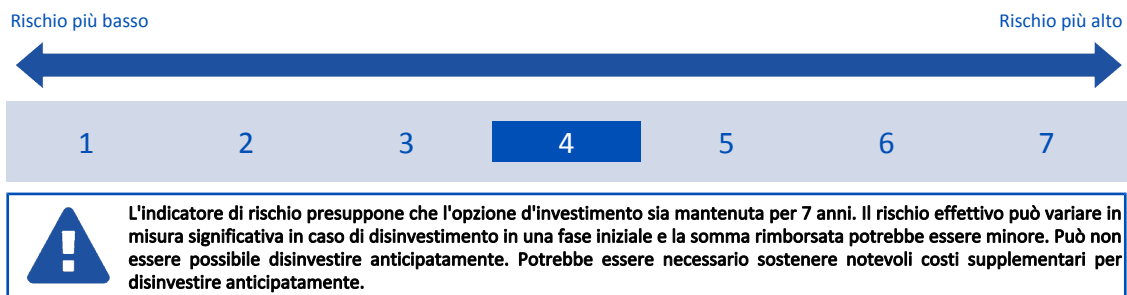 Rischio più basso Rischio più alto
1 2 3 4 5 6 7
L'indicatore di rischio presuppone che l'opzione d'investimento sia mantenuta per 7 anni. Il rischio effettivo può variare in
misura significativa in caso di disinvestimento in una fase iniziale e la somma rimborsata potrebbe essere minore. Può non
essere possibile disinvestire anticipatamente. Potrebbe essere necessario sostenere notevoli costi supplementari per
disinvestire anticipatamente.